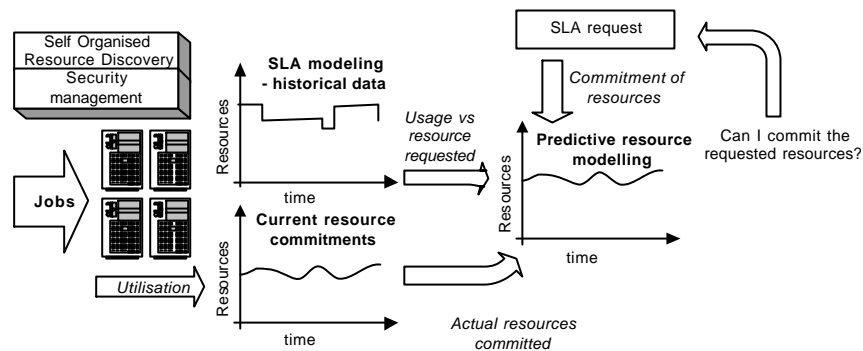 Self Organised
Resource Discovery
Security
management
Jobs
Utilisation
SLA modeling
- historical data
Resources
time
Current resource
commitments
Resources
time
Usage vs
resource
requested
Actual resources
committed
SLA request
Commitment of
resources
Predictive resource
modelling
Resources
time
Can I commit the
requested resources?